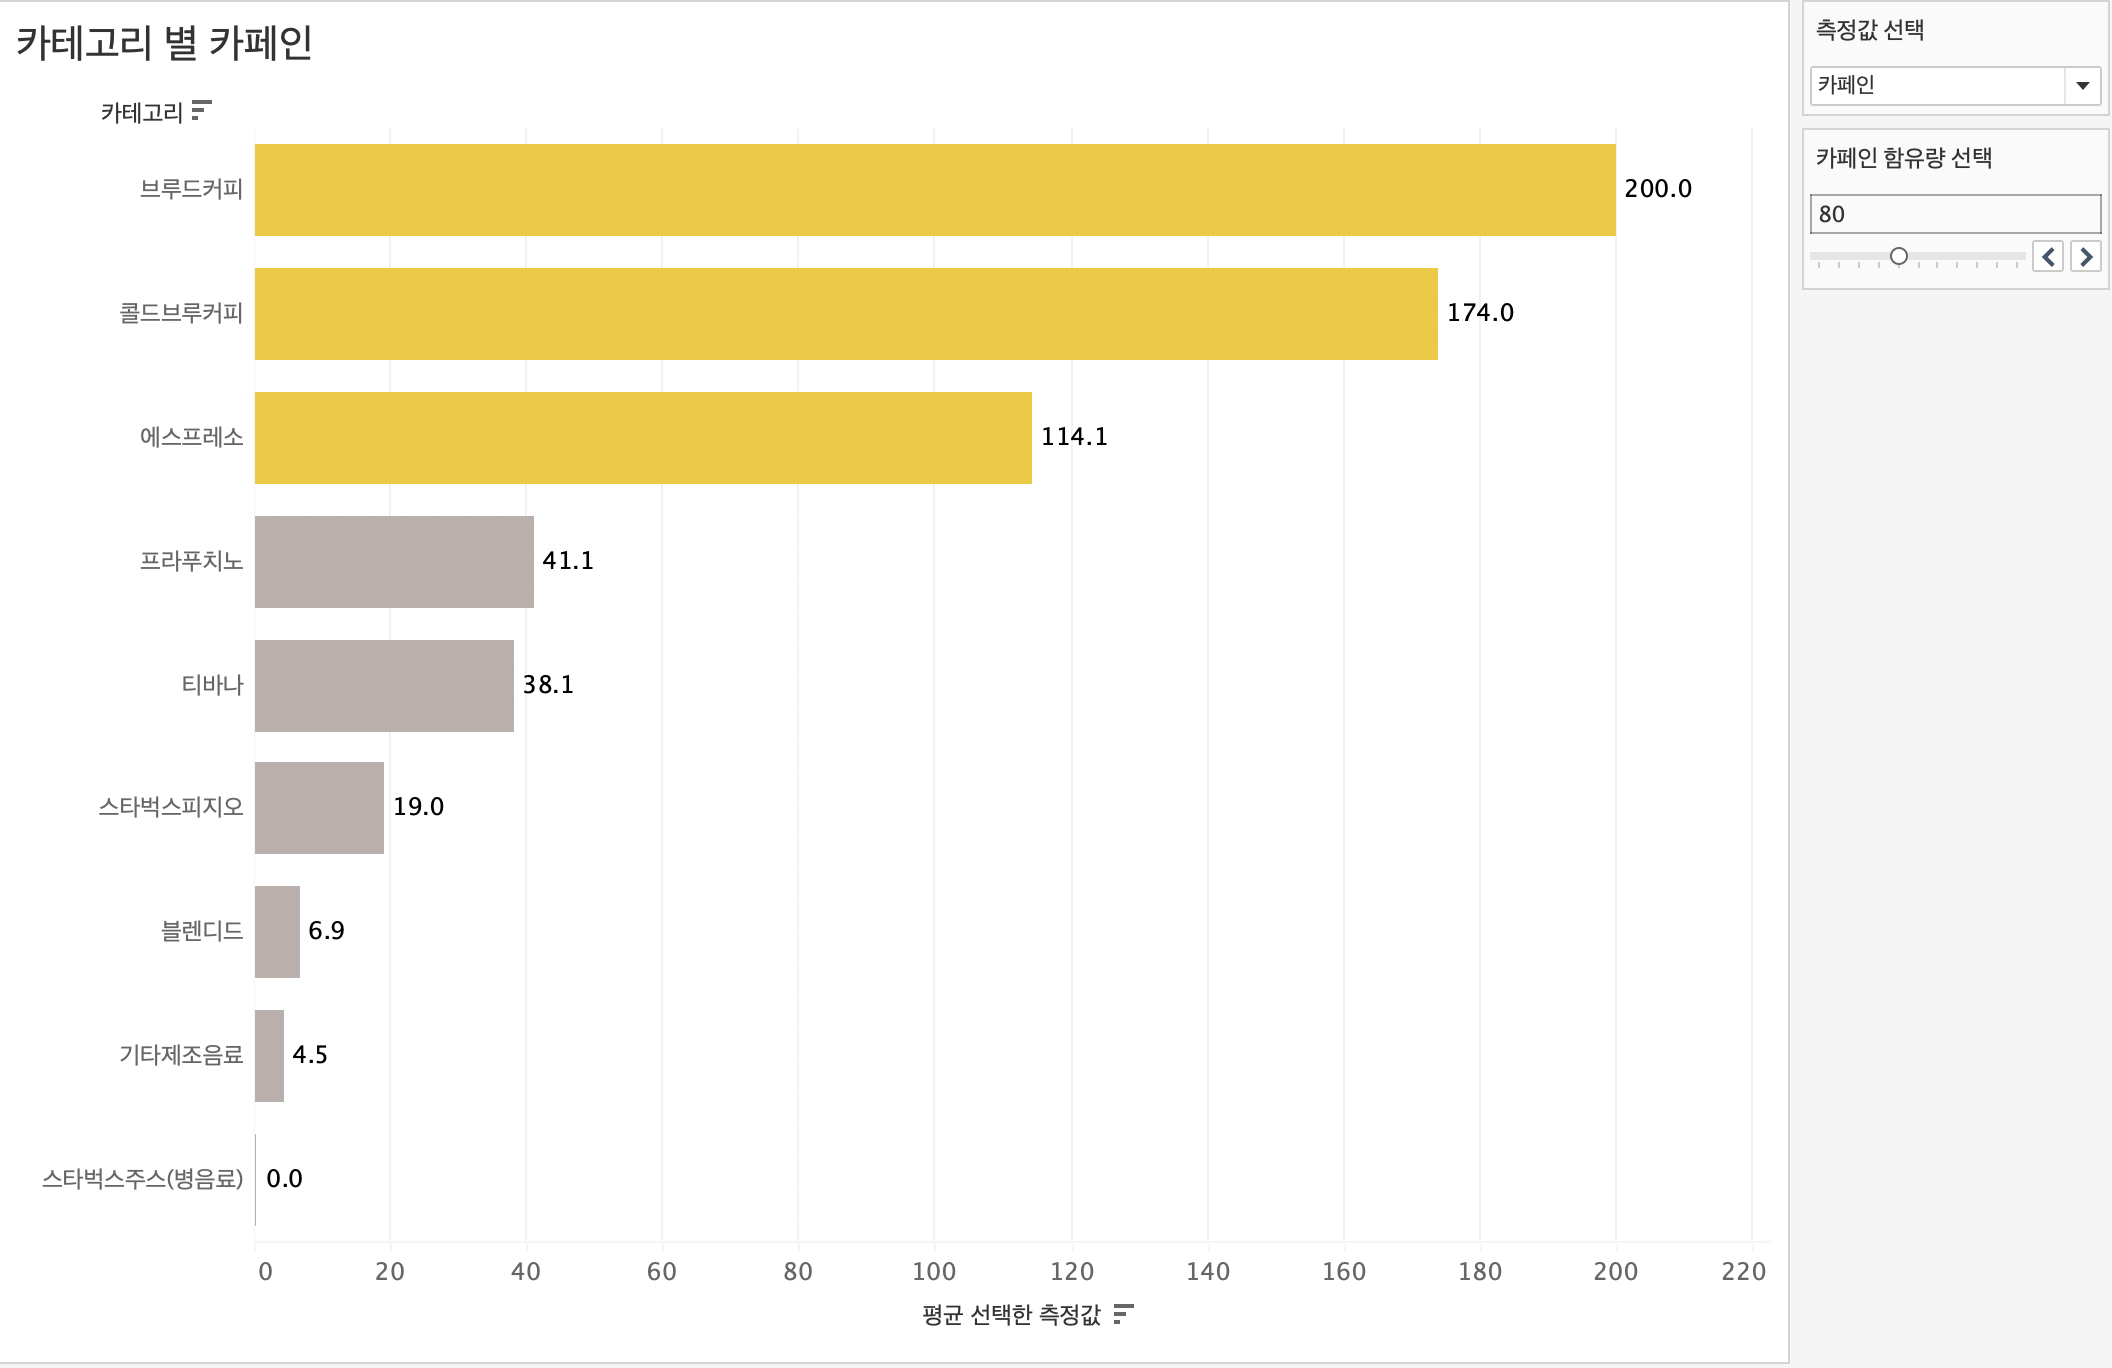 카테고리 별 카페인
카테고리
브루드커피
200.0
콜드브루커피
174.0
에스프레소
114.1
프라푸치노
41.1
티바나
38.1
스타벅스피지오
19.0
블렌디드
6.9
기타제조음료
4.5
스타벅스주스(병음료)
0.0
0 20 40 60 80 100 120 140 160 180 200 220
평균 선택한 측정값
측정값 선택
카페인
카페인 함유량 선택
80